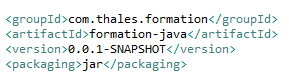 <groupId>com.thales.formation</groupId>
<artifactId>formation-java</artifactId>
<version>0.0.1-SNAPSHOT</version>
<packaging>jar</packaging>